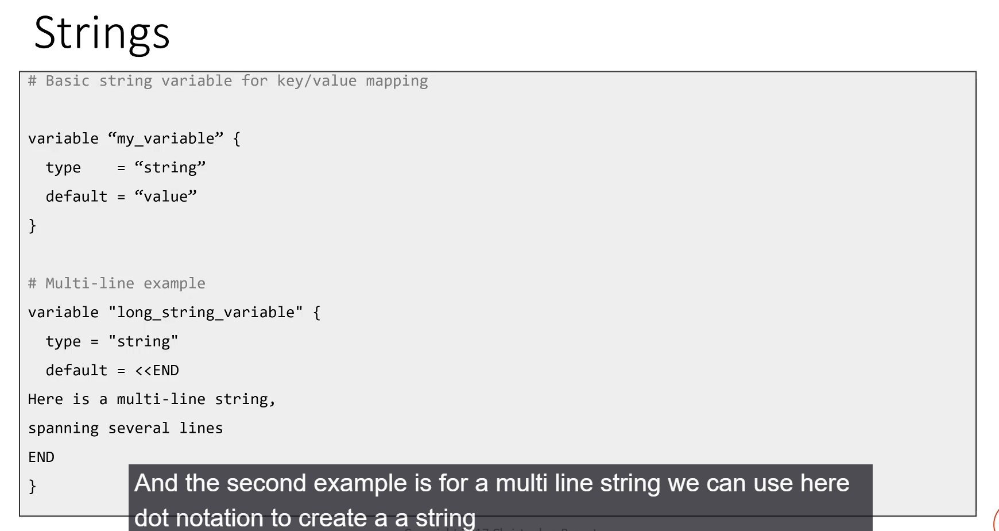 Strings
# Basic string variable for key/value mapping
variable “my_variable” {
  type    = “string”
  default = “value”
}
# Multi-line example
variable "long_string_variable" {
  type = "string"
  default = <<END
Here is a multi-line string,
spanning several lines
END
}
And the second example is for a multi line string we can use here
dot notation to create a a string